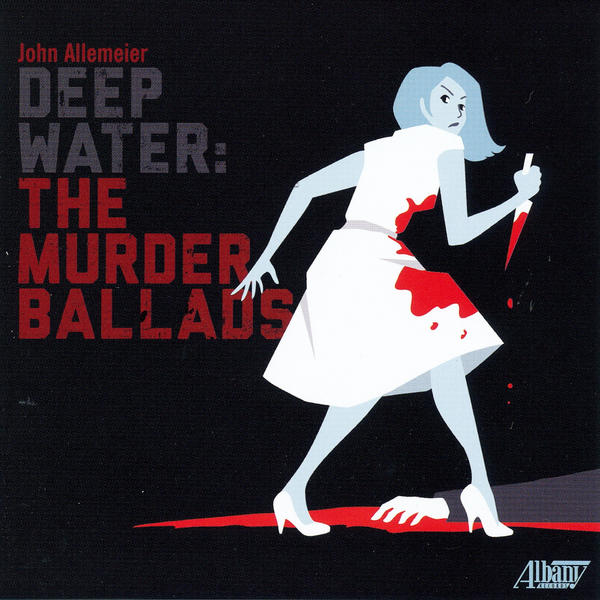 John Allemeier
DEEP
WATER:
THE
MURDER
BALLADS
Albany
RECORDS